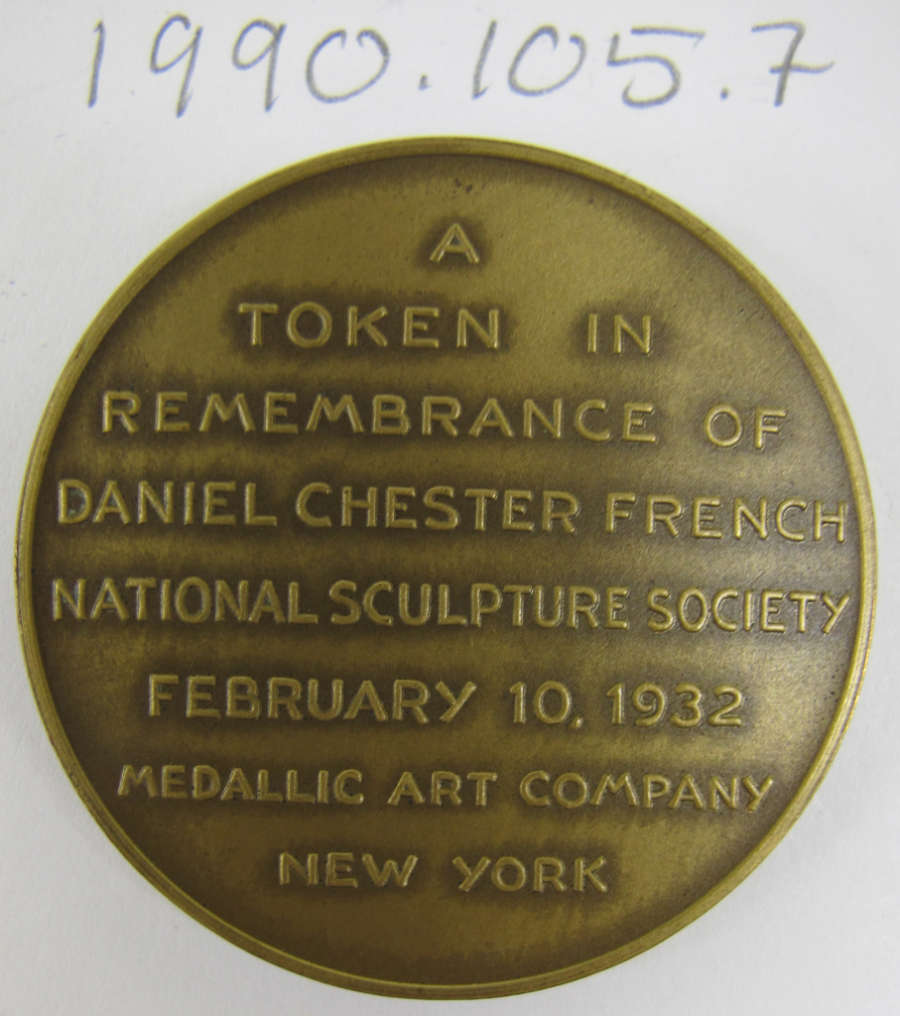 1990.105.7
A
TOKEN IN
REMEMBRANCE OF
DANIEL CHESTER FRENCH
NATIONAL SCULPTURE SOCIETY
FEBRUARY 10, 1932
MEDALLIC ART COMPANY
NEW YORK